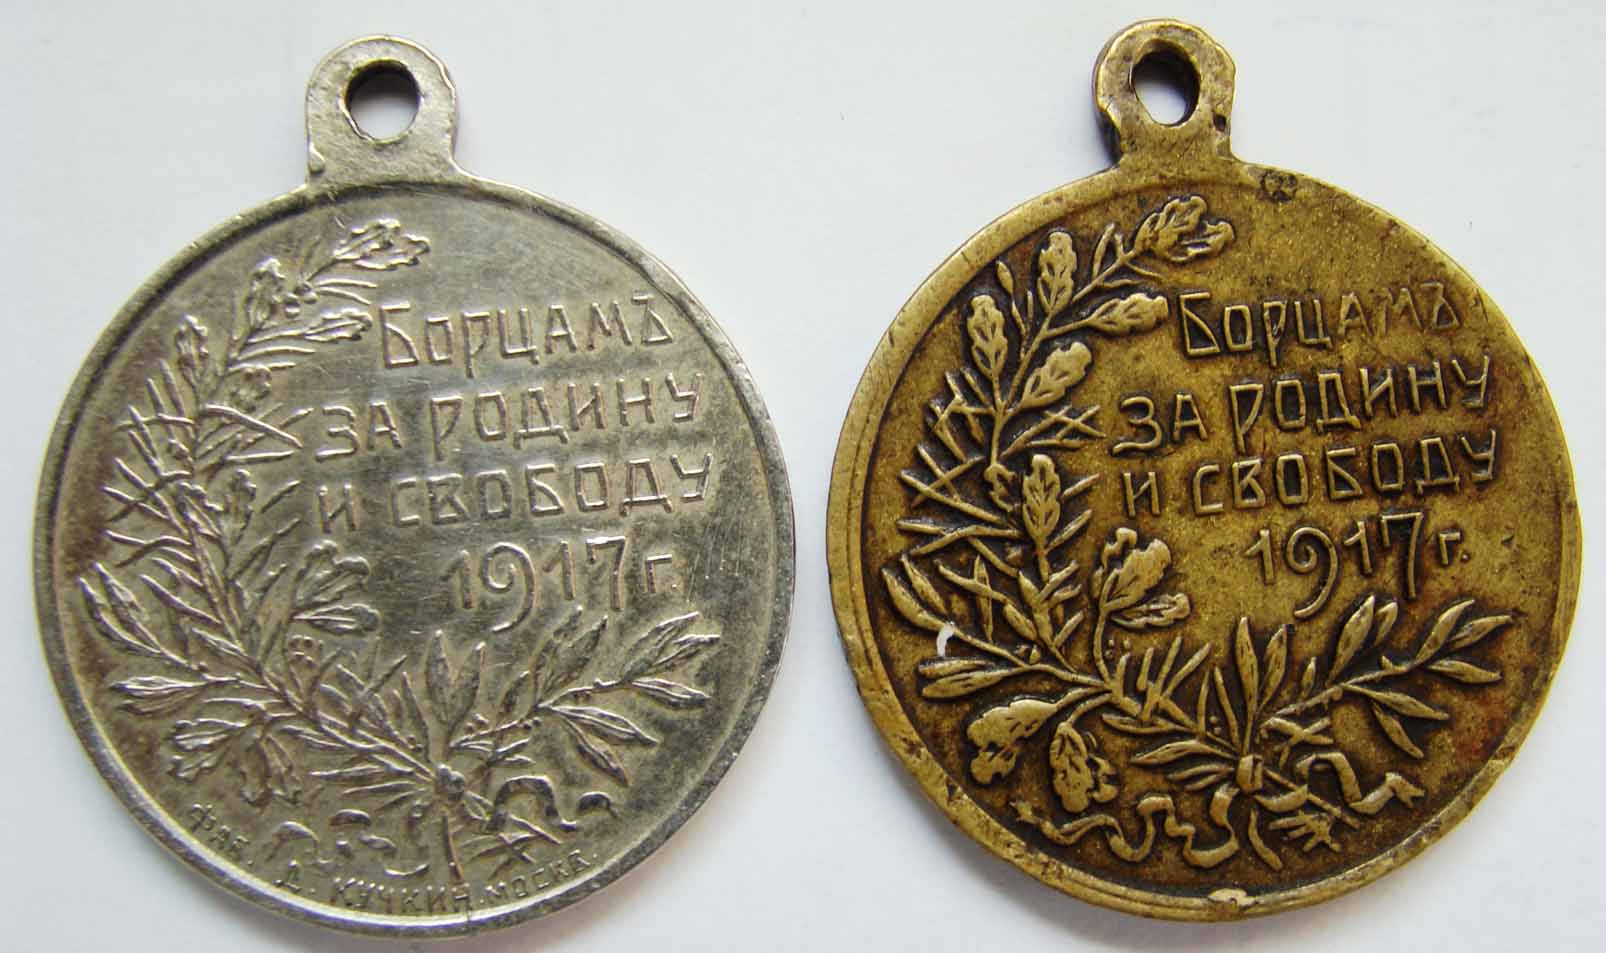 Борцамъ
за родину
и свободу
1917 г.
Фаб. Д. Кучкин. Москв.
Борцамъ
за родину
и свободу
1917 г.